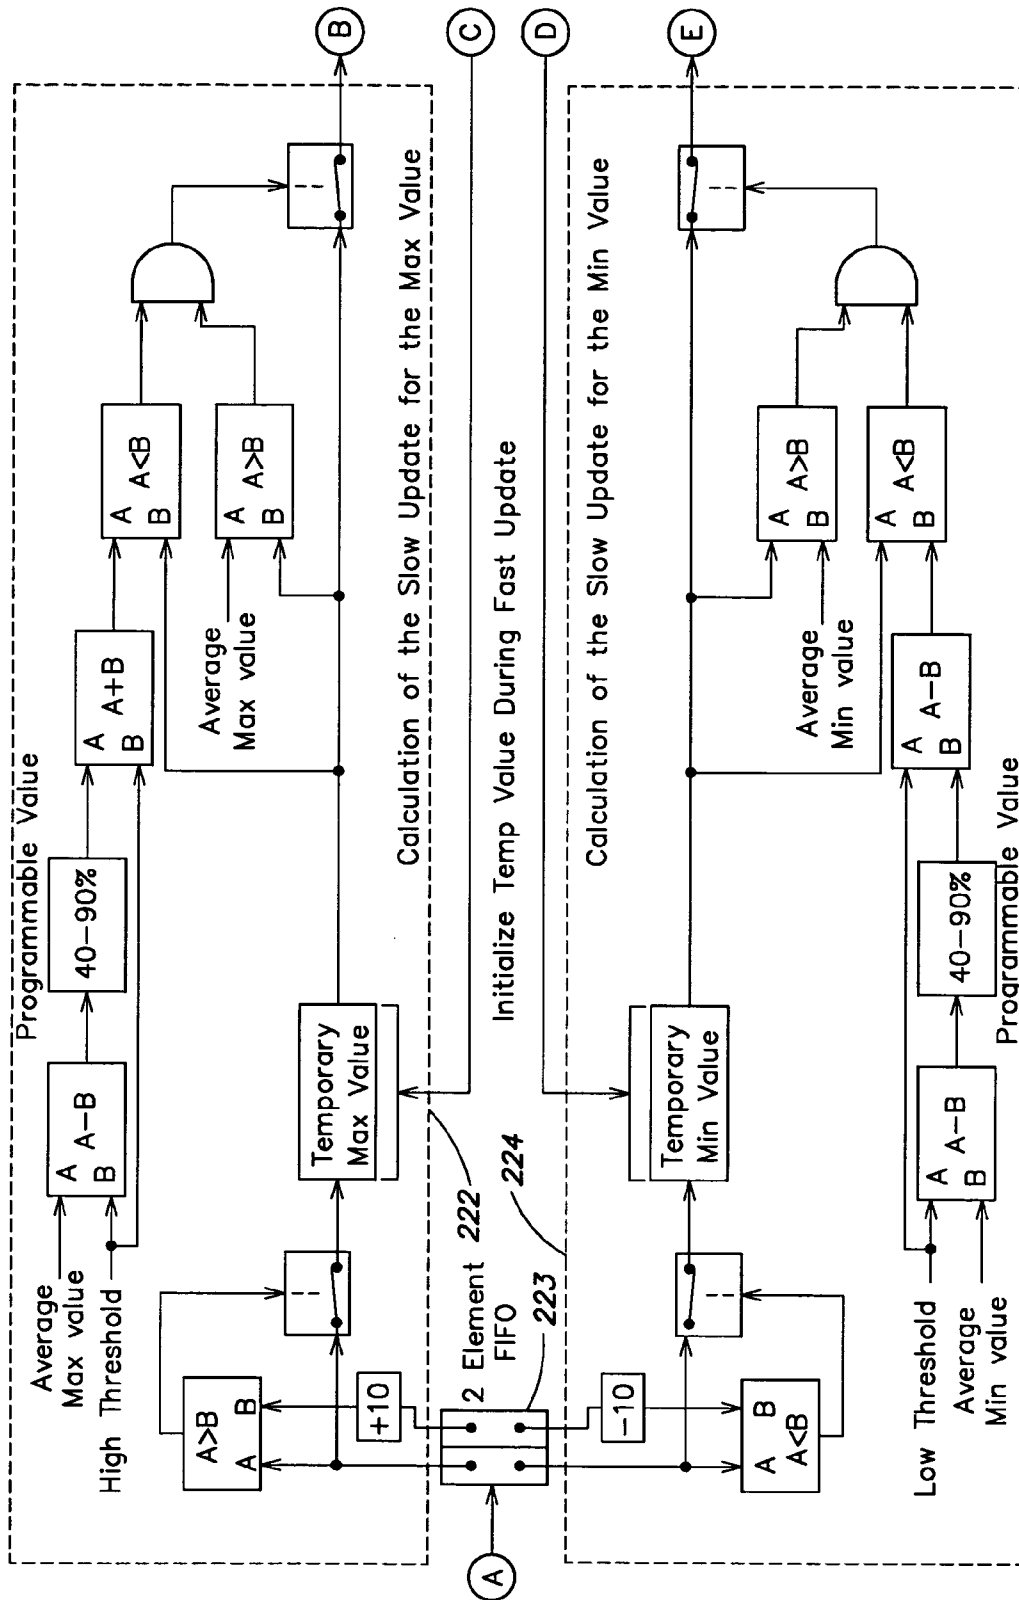 Average
Max value
High Threshold
A
B
A−B
Programmable Value
40−90%
A
B
A+B
A
B
A<B
Average
Max value
A
B
A>B
A>B
A
B
+10
Temporary
Max Value
B
Calculation of the Slow Update for the Max Value
222
C
A
2 Element
FIFO
223
224
Initialize Temp Value During Fast Update
D
Calculation of the Slow Update for the Min Value
−10
A
B
A<B
Temporary
Min Value
E
Average
Min value
A
B
A>B
A
B
A<B
Low Threshold
Average
Min value
A
B
A−B
40−90%
Programmable Value
A
B
A−B